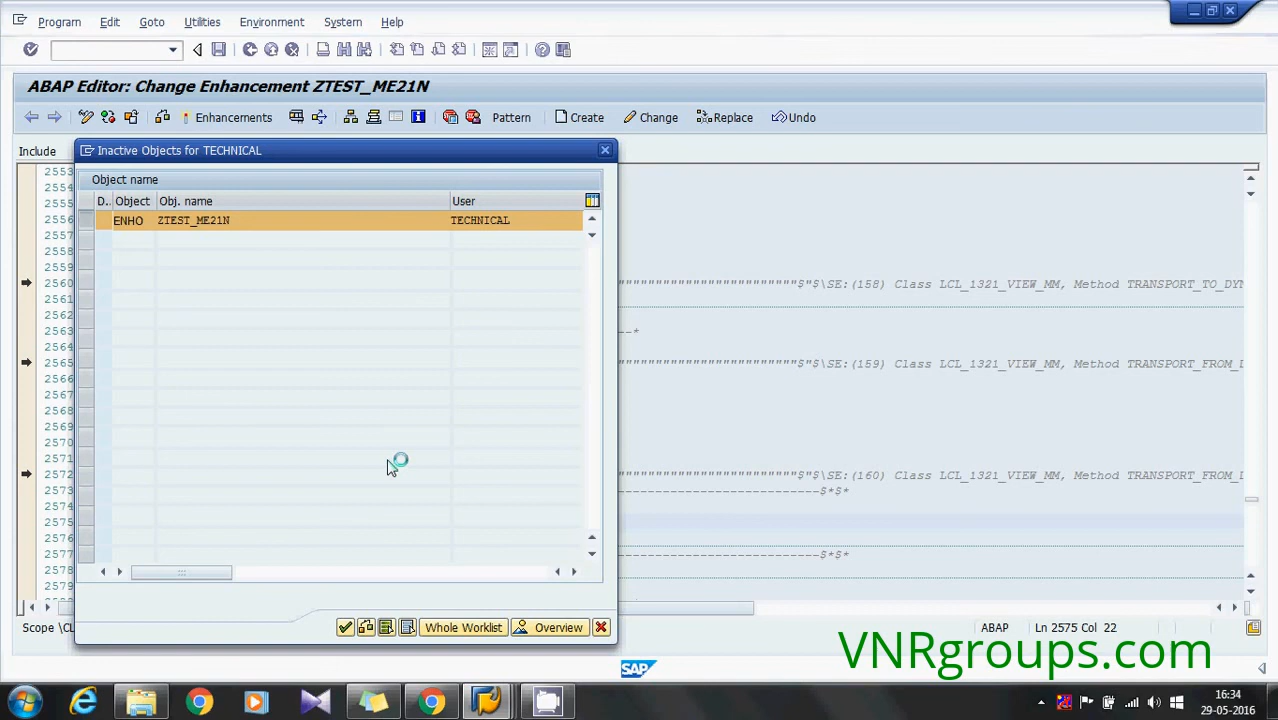 Program Edit Goto Utilities Environment System Help
ABAP Editor: Change Enhancement ZTEST_ME21N
Enhancements Pattern Create Change Replace Undo
Include
Inactive Objects for TECHNICAL
Object name
D.. Object Obj. name User
ENHO ZTEST_ME21N TECHNICAL
2553
2554
2555
2556
2557
2558
2559
2560 """"""""""""""""""""""""""""""$"$\SE:(158) Class LCL_1321_VIEW_MM, Method TRANSPORT_TO_DYN
2561
2562
2563 --*
2564
2565 """"""""""""""""""""""""""""""$"$\SE:(159) Class LCL_1321_VIEW_MM, Method TRANSPORT_FROM_D
2566
2567
2568
2569
2570
2571
2572 """"""""""""""""""""""""""""""$"$\SE:(160) Class LCL_1321_VIEW_MM, Method TRANSPORT_FROM_D
2573 ----------------------------------$*$*
2574
2575
2576
2577 ----------------------------------$*$*
2578
2579
Whole Worklist Overview
Scope \CL
ABAP Ln 2575 Col 22
VNRgroups.com
SAP
16:34
29-05-2016